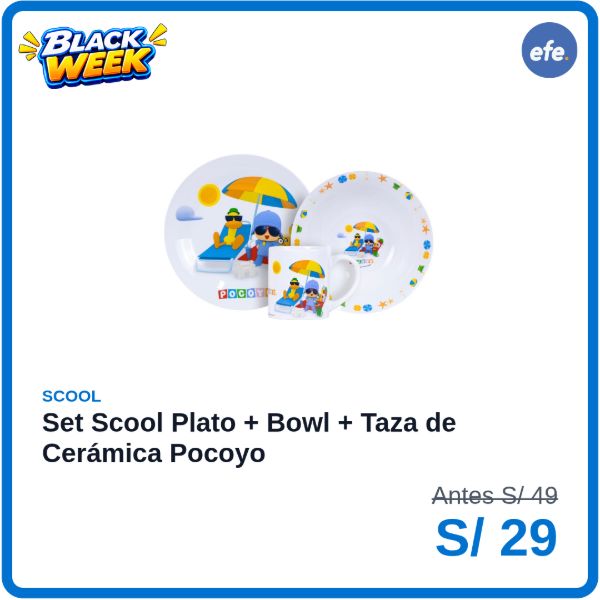 BLACK
WEEK
efe.
POCOYO
SCOOL
Set Scool Plato + Bowl + Taza de
Cerámica Pocoyo
Antes S/ 49
S/ 29